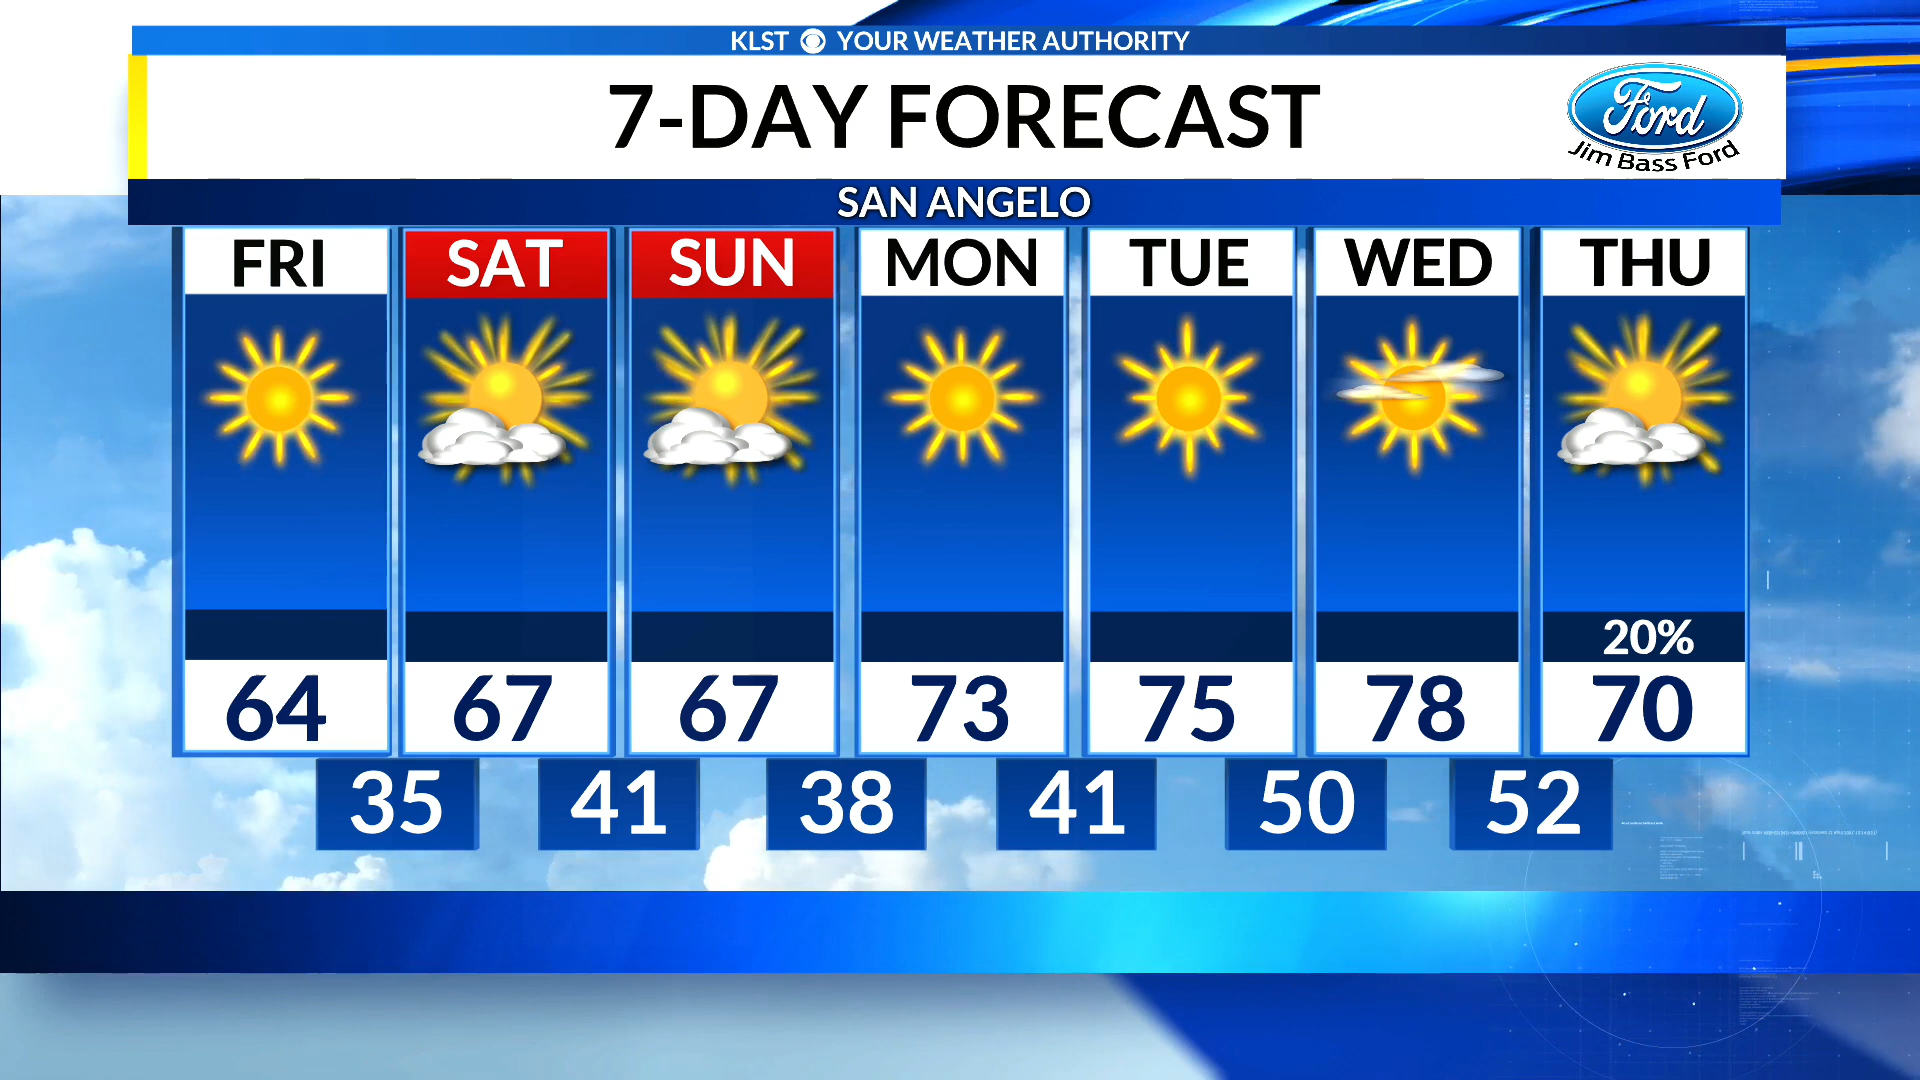 KLST YOUR WEATHER AUTHORITY
7-DAY FORECAST
Ford
Jim Bass Ford
SAN ANGELO
FRI SAT SUN MON TUE WED THU
20%
64 67 67 73 75 78 70
35 41 38 41 50 52